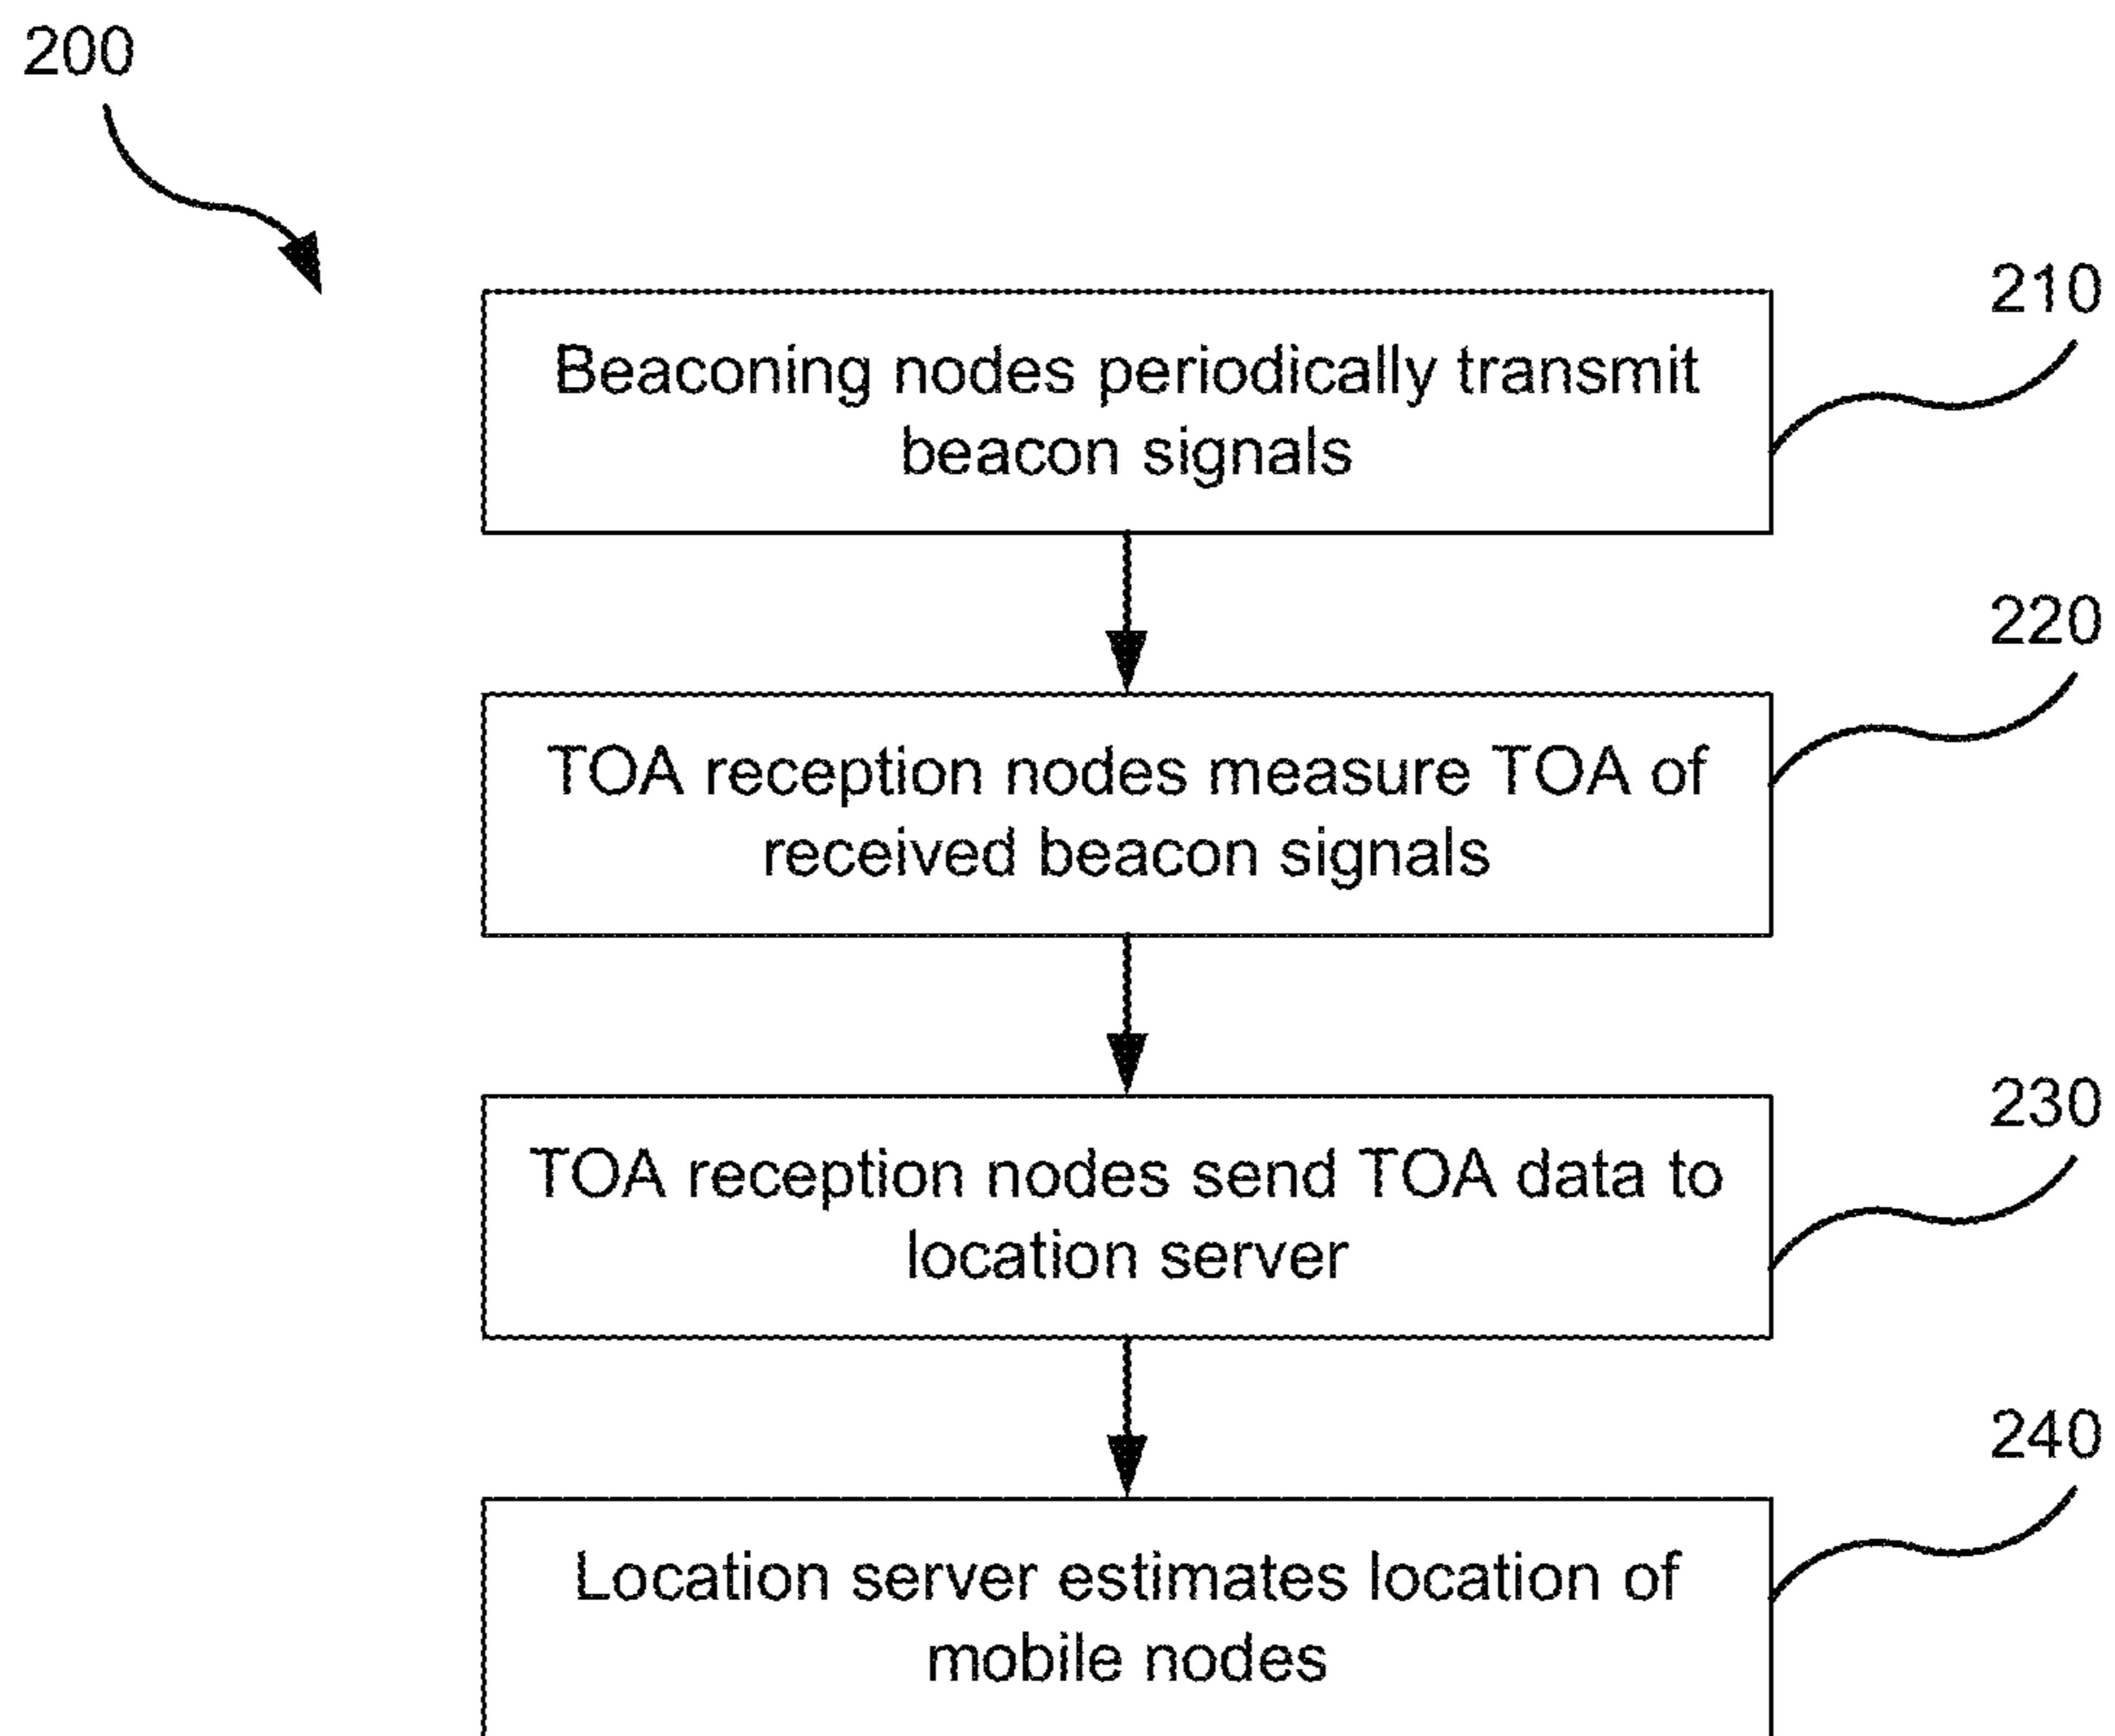 200
210
Beaconing nodes periodically transmit
beacon signals
220
TOA reception nodes measure TOA of
received beacon signals
230
TOA reception nodes send TOA data to
location server
240
Location server estimates location of
mobile nodes